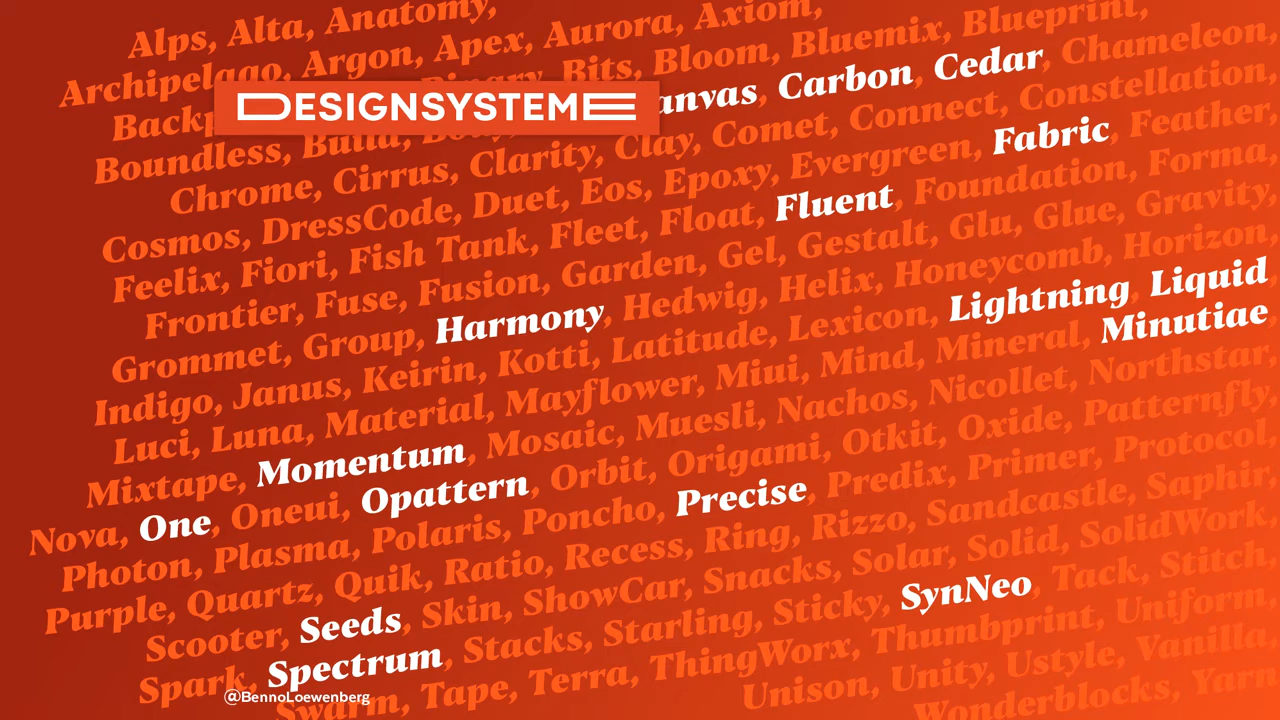 Alps, Alta, Anatomy,
Archipelago, Argon, Apex, Aurora, Axiom,
Binary, Bits, Bloom, Bluemix, Blueprint,
DESIGNSYSTEME
Boundless, Build, Carbon, Cedar, Chameleon,
Chrome, Cirrus, Clarity, Clay, Comet, Connect, Constellation,
Cosmos, DressCode, Duet, Eos, Epoxy, Evergreen, Fabric, Feather,
Feelix, Fiori, Fish Tank, Fleet, Float, Fluent, Foundation, Forma,
Frontier, Fuse, Fusion, Garden, Gel, Gestalt, Glu, Glue, Gravity,
Grommet, Group, Harmony, Hedwig, Helix, Honeycomb, Horizon,
Indigo, Janus, Keirin, Kotti, Latitude, Lexicon, Lightning, Liquid
Luci, Luna, Material, Mayflower, Miui, Mind, Mineral, Minutiae
Mixtape, Momentum, Mosaic, Muesli, Nachos, Nicollet, Northstar,
Nova, One, Oneui, Opattern, Orbit, Origami, Otkit, Oxide, Patternfly,
Photon, Plasma, Polaris, Poncho, Precise, Predix, Primer, Protocol,
Purple, Quartz, Quik, Ratio, Recess, Ring, Rizzo, Sandcastle, Saphir,
Scooter, Seeds, Skin, ShowCar, Snacks, Solar, Solid, SolidWork,
Spark, Spectrum, Stacks, Starling, Sticky, SynNeo, Tack, Stitch,
Swarm, Tape, Terra, ThingWorx, Thumbprint, Uniform,
Unison, Unity, Ustyle, Vanilla,
Wonderblocks, Yarn
@BennoLoewenberg